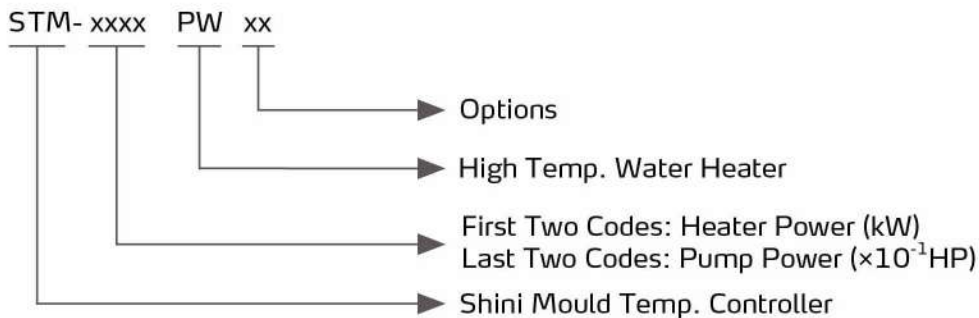 STM- xxxx PW xx
Options
High Temp. Water Heater
First Two Codes: Heater Power (kW)
Last Two Codes: Pump Power (×10⁻¹HP)
Shini Mould Temp. Controller